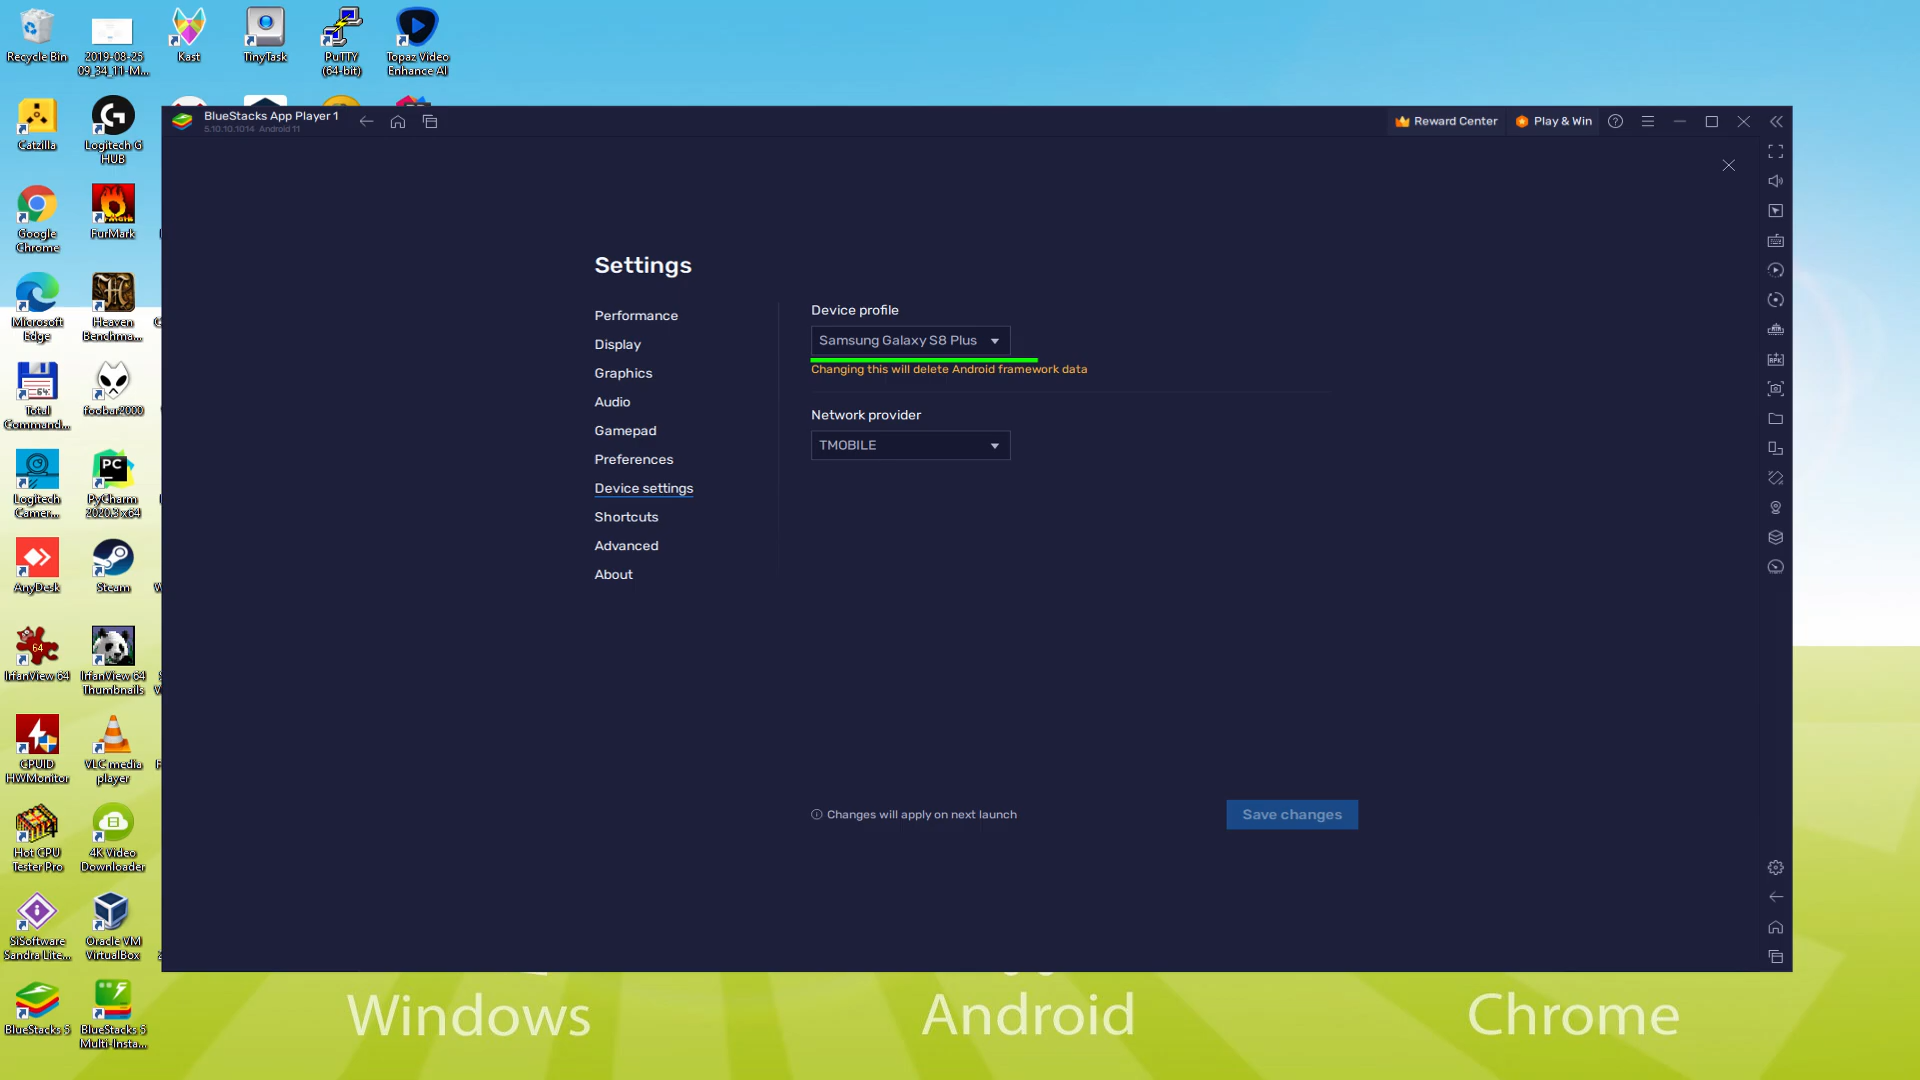 Recycle Bin
2019-08-25
09_34_11-M...
Kast
TinyTask
PuTTY
(64-bit)
Topaz Video
Enhance AI
Catzilla
Logitech G
HUB
Google
Chrome
FurMark
Microsoft
Edge
Heaven
Benchma...
Total
Command...
foobar2000
Logitech
Camer...
PyCharm
2020.3 x64
AnyDesk
Steam
IrfanView 64
IrfanView 64
Thumbnails
CPUID
HWMonitor
VLC media
player
Hot CPU
Tester Pro
4K Video
Downloader
SiSoftware
Sandra Lite...
Oracle VM
VirtualBox
BlueStacks 5
BlueStacks 5
Multi-Insta...
BlueStacks App Player 1
5.10.10.1014 Android 11
Reward Center
Play & Win
Settings
Performance
Display
Graphics
Audio
Gamepad
Preferences
Device settings
Shortcuts
Advanced
About
Device profile
Samsung Galaxy S8 Plus
Changing this will delete Android framework data
Network provider
TMOBILE
Changes will apply on next launch
Save changes
Windows
Android
Chrome